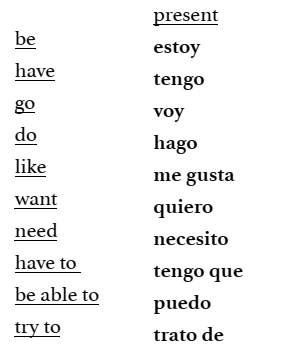 present
be estoy
have tengo
go voy
do hago
like me gusta
want quiero
need necesito
have to tengo que
be able to puedo
try to trato de